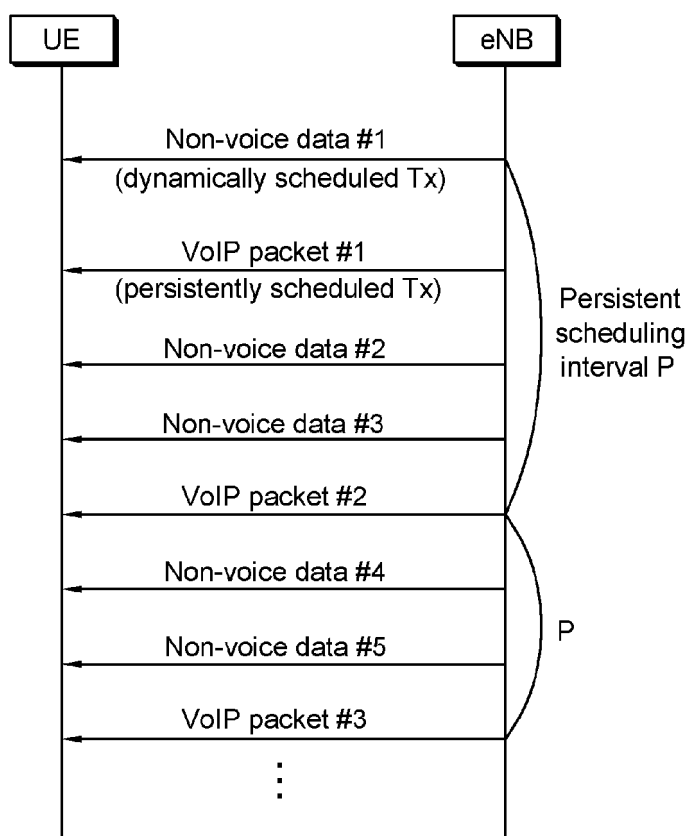 UE
eNB
Non-voice data #1
(dynamically scheduled Tx)
VoIP packet #1
(persistently scheduled Tx)
Persistent
scheduling
interval P
Non-voice data #2
Non-voice data #3
VoIP packet #2
Non-voice data #4
P
Non-voice data #5
VoIP packet #3